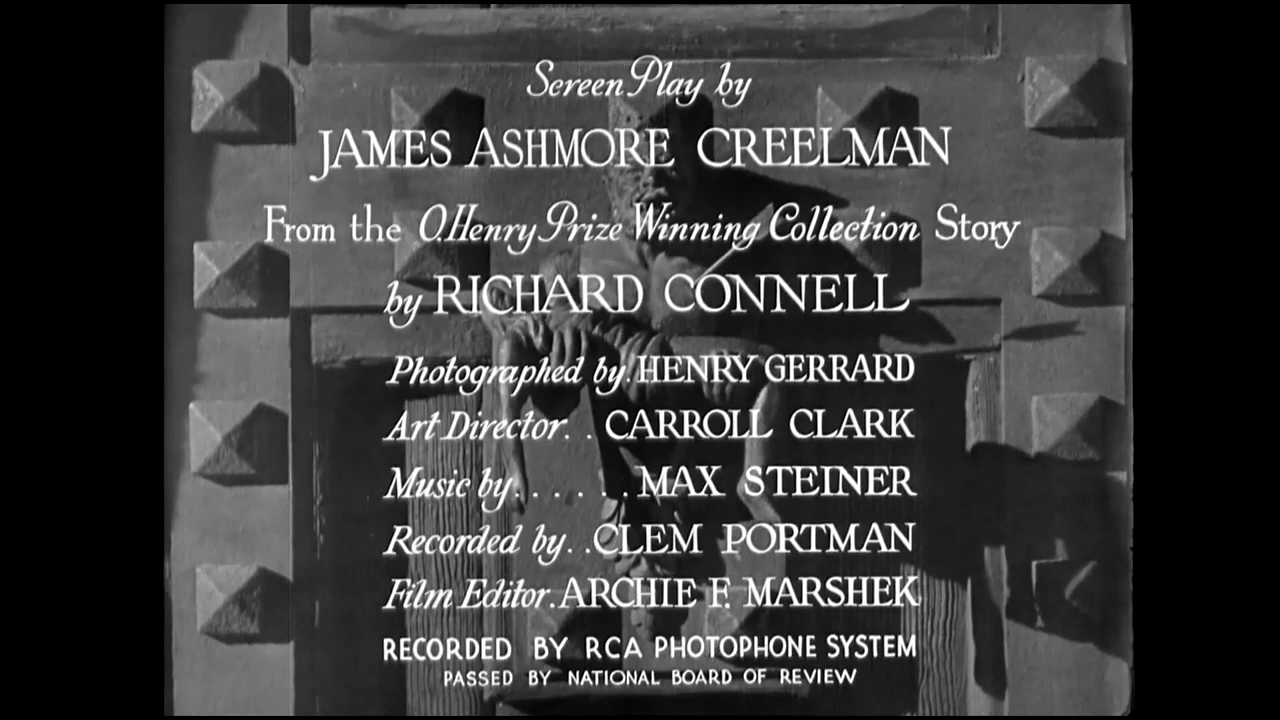 Screen Play by
JAMES ASHMORE CREELMAN
From the O.Henry Prize Winning Collection Story
by RICHARD CONNELL
Photographed by. HENRY GERRARD
Art Director. . CARROLL CLARK
Music by. . . . . . MAX STEINER
Recorded by. . CLEM PORTMAN
Film Editor. ARCHIE F. MARSHEK
RECORDED BY RCA PHOTOPHONE SYSTEM
PASSED BY NATIONAL BOARD OF REVIEW